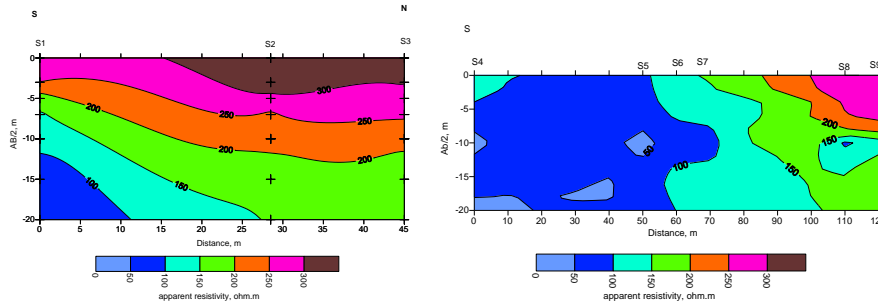 S N
S1 S2 S3
-0
-5
-10
-15
-20
AB/2, m
300
250
200
200
250
200
150
100
0 5 10 15 20 25 30 35 40 45
Distance, m
0 50 100 150 200 250 300
apparent resistivity, ohm.m
S
S4 S5 S6 S7 S8 S9
0
-5
-10
-15
-20
Ab/2, m
200
150
50
100
150
0 10 20 30 40 50 60 70 80 90 100 110 120
Distance, m
0 50 100 150 200 250 300
apparent resistivity, ohm.m